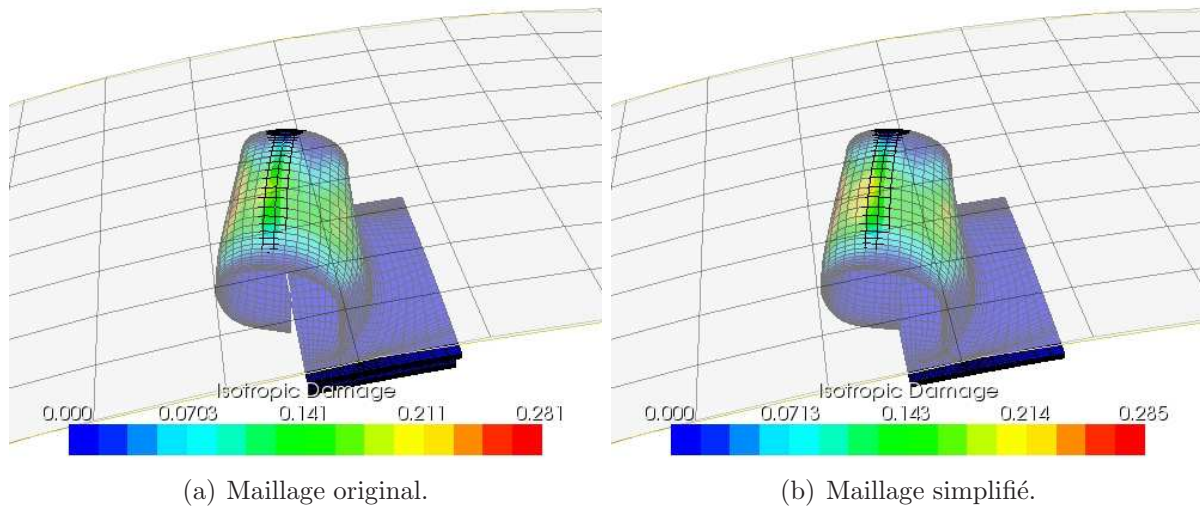 Isotropic Damage
0.000 0.0703 0.141 0.211 0.281
(a) Maillage original.
Isotropic Damage
0.000 0.0713 0.143 0.214 0.285
(b) Maillage simplifié.